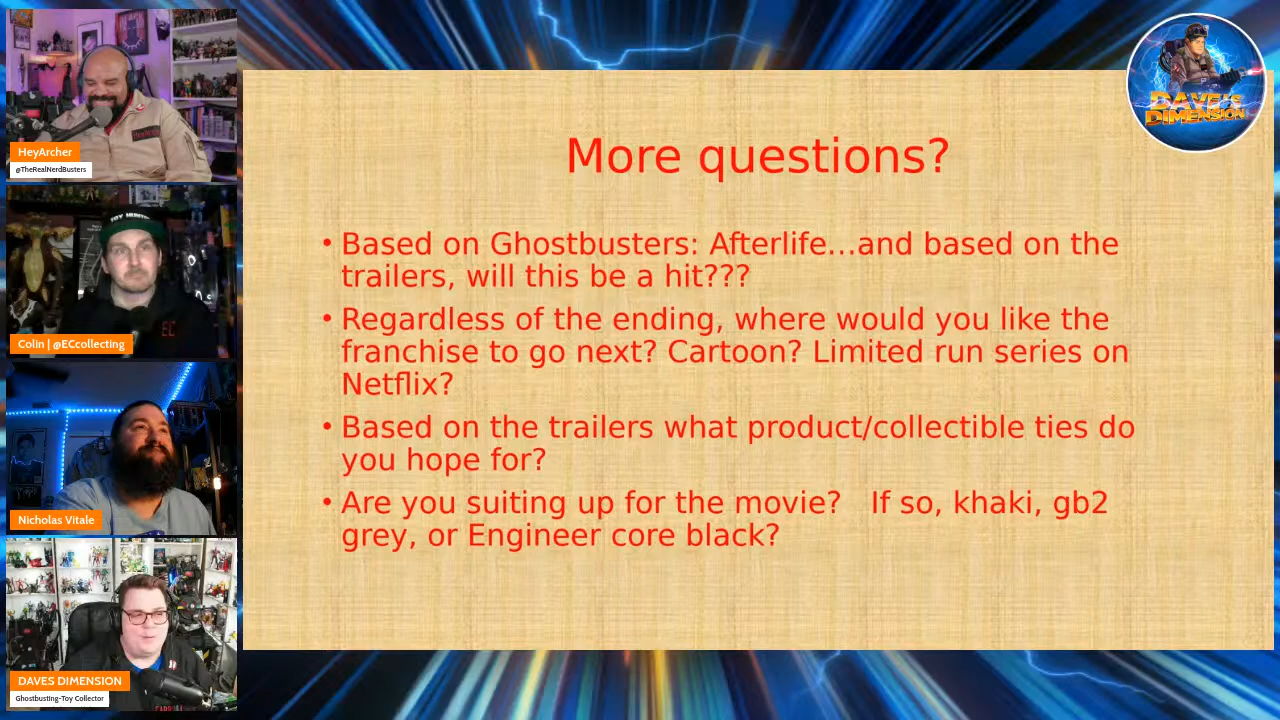 HeyArcher
@TheRealNerdBusters
TOY HUNTER
EC
Colin | @ECcollecting
Nicholas Vitale
DAVES DIMENSION
Ghostbusting-Toy Collector
DAVE'S
DIMENSION
More questions?
• Based on Ghostbusters: Afterlife...and based on the
trailers, will this be a hit???
• Regardless of the ending, where would you like the
franchise to go next? Cartoon? Limited run series on
Netflix?
• Based on the trailers what product/collectible ties do
you hope for?
• Are you suiting up for the movie?   If so, khaki, gb2
grey, or Engineer core black?